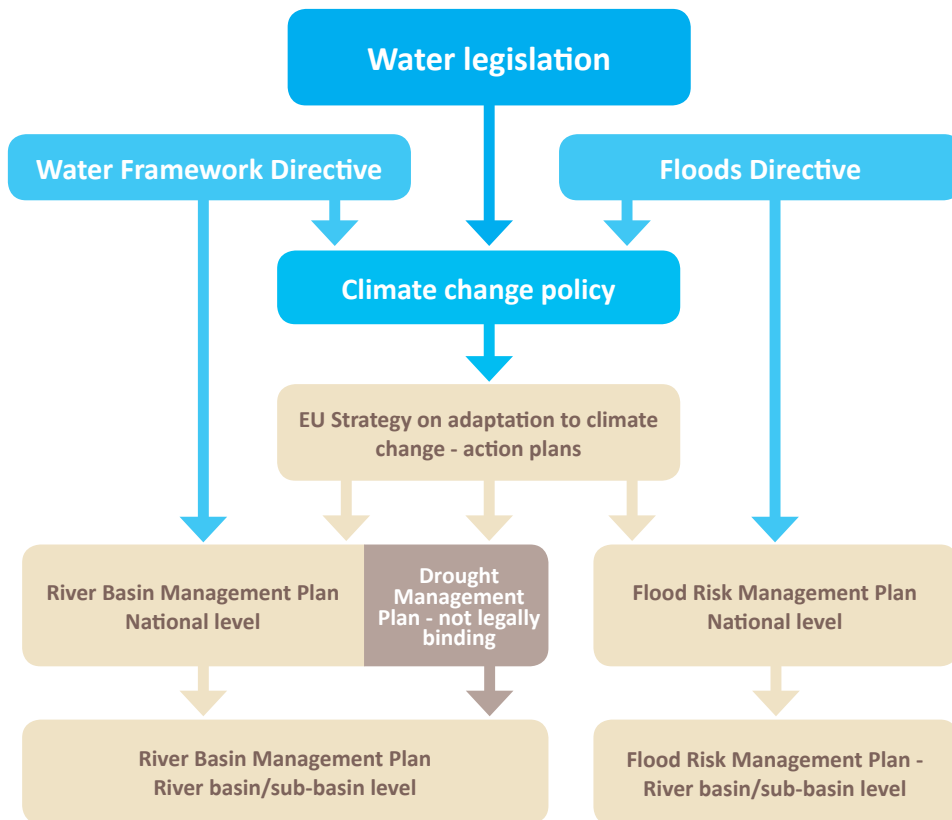 Water legislation
Water Framework Directive
Floods Directive
Climate change policy
EU Strategy on adaptation to climate
change - action plans
River Basin Management Plan
National level
Drought
Management
Plan - not legally
binding
Flood Risk Management Plan
National level
River Basin Management Plan
River basin/sub-basin level
Flood Risk Management Plan -
River basin/sub-basin level